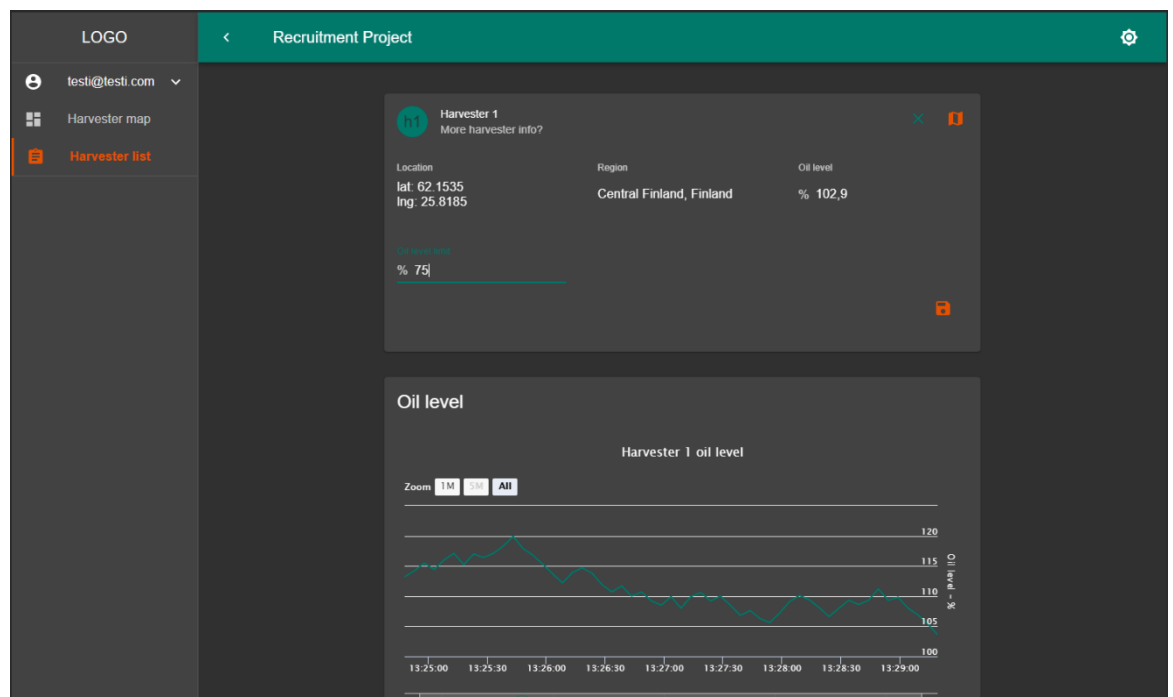 LOGO
Recruitment Project
testi@testi.com
Harvester map
Harvester list
h1
Harvester 1
More harvester info?
Location
Region
Oil level
lat: 62.1535
lng: 25.8185
Central Finland, Finland
% 102,9
Oil level
% 75
Oil level
Harvester 1 oil level
Zoom 1M 5M All
120
115
110
105
100
Oil level - %
13:25:00 13:25:30 13:26:00 13:26:30 13:27:00 13:27:30 13:28:00 13:28:30 13:29:00